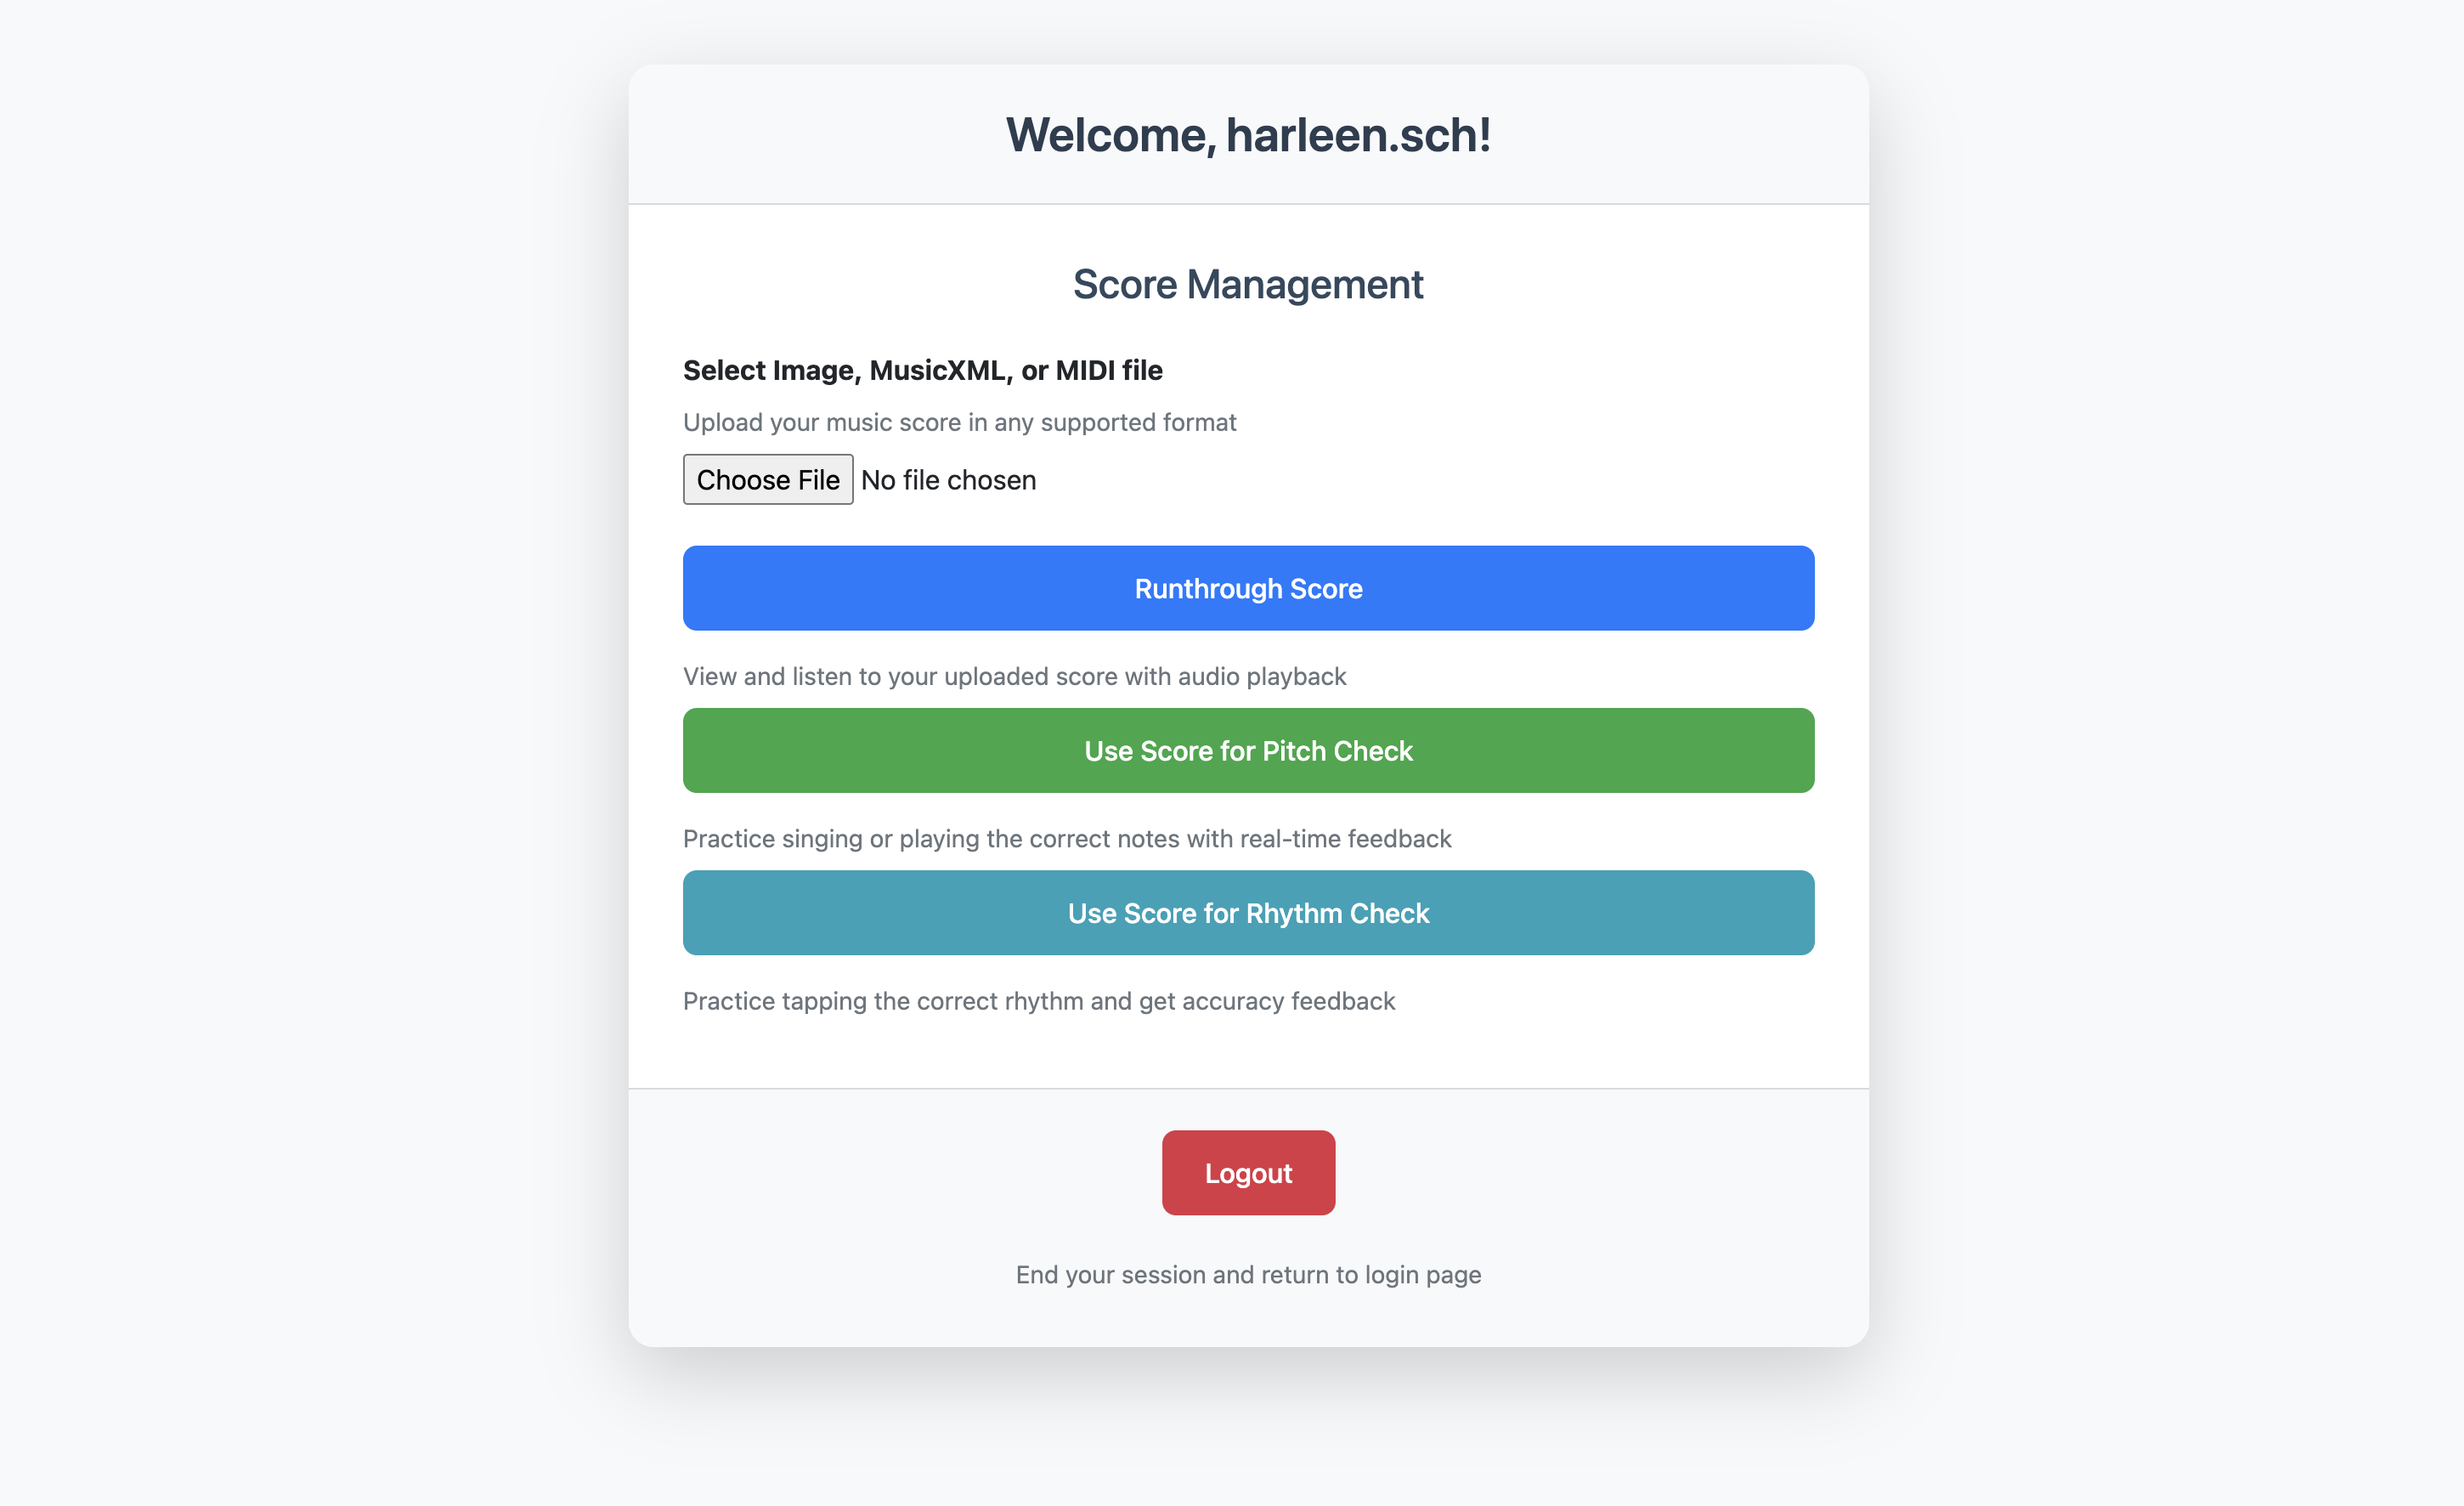 Welcome, harleen.sch!
Score Management
Select Image, MusicXML, or MIDI file
Upload your music score in any supported format
Choose File No file chosen
Runthrough Score
View and listen to your uploaded score with audio playback
Use Score for Pitch Check
Practice singing or playing the correct notes with real-time feedback
Use Score for Rhythm Check
Practice tapping the correct rhythm and get accuracy feedback
Logout
End your session and return to login page